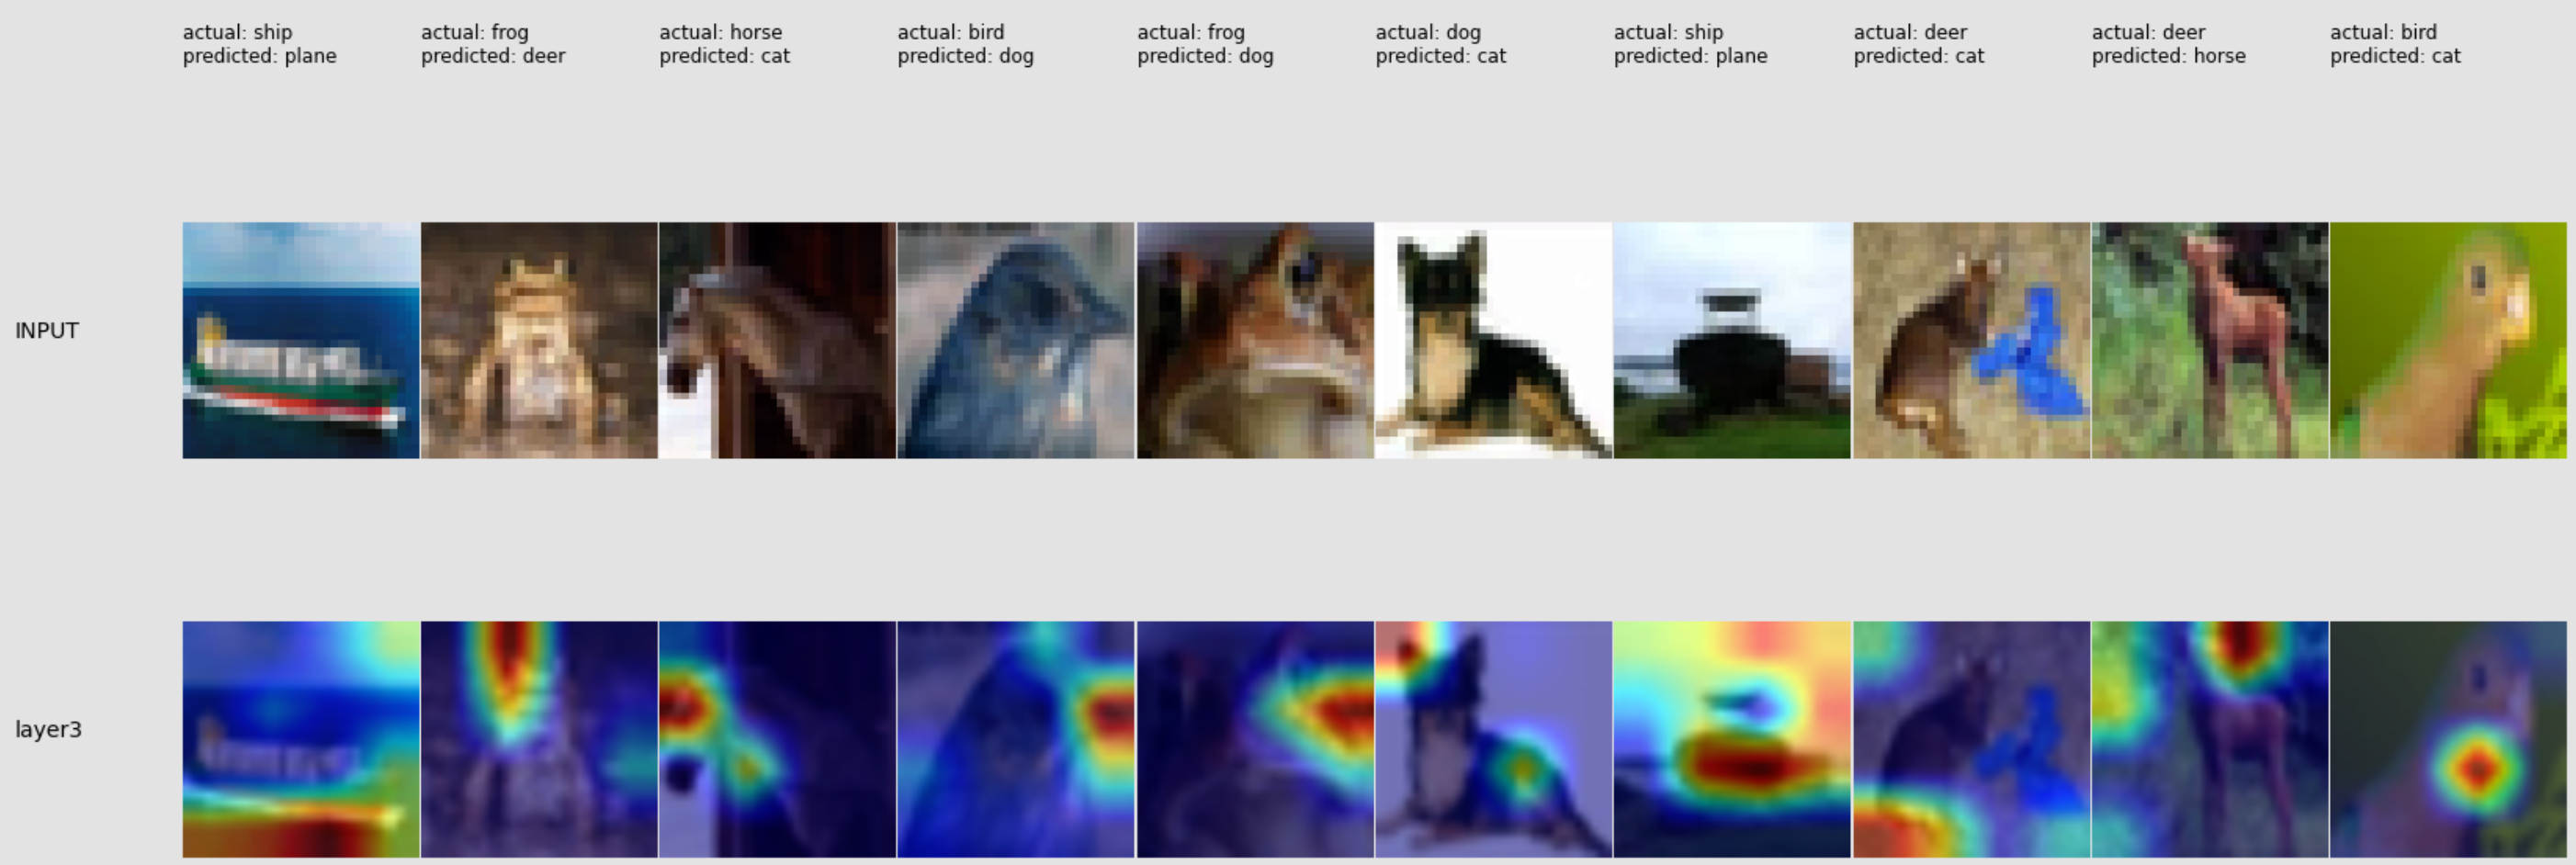 actual: ship
predicted: plane
actual: frog
predicted: deer
actual: horse
predicted: cat
actual: bird
predicted: dog
actual: frog
predicted: dog
actual: dog
predicted: cat
actual: ship
predicted: plane
actual: deer
predicted: cat
actual: deer
predicted: horse
actual: bird
predicted: cat
INPUT
layer3